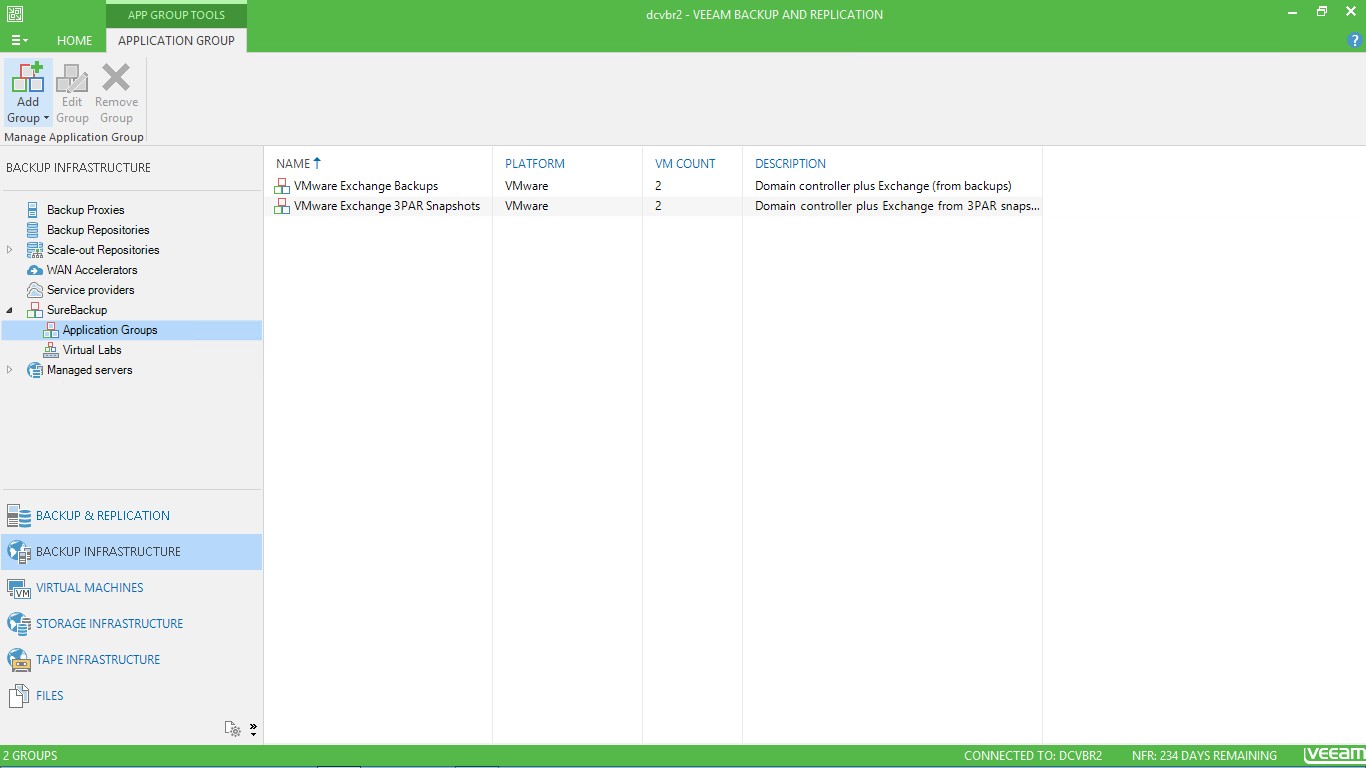 APP GROUP TOOLS
dcvbr2 - VEEAM BACKUP AND REPLICATION
HOME
APPLICATION GROUP
?
Add Group
Edit Group
Remove Group
Manage Application Group
BACKUP INFRASTRUCTURE
Backup Proxies
Backup Repositories
Scale-out Repositories
WAN Accelerators
Service providers
SureBackup
Application Groups
Virtual Labs
Managed servers
BACKUP & REPLICATION
BACKUP INFRASTRUCTURE
VM
VIRTUAL MACHINES
STORAGE INFRASTRUCTURE
TAPE INFRASTRUCTURE
FILES
NAME PLATFORM VM COUNT DESCRIPTION
VMware Exchange Backups VMware 2 Domain controller plus Exchange (from backups)
VMware Exchange 3PAR Snapshots VMware 2 Domain controller plus Exchange from 3PAR snaps...
2 GROUPS
CONNECTED TO: DCVBR2
NFR: 234 DAYS REMAINING
veeam